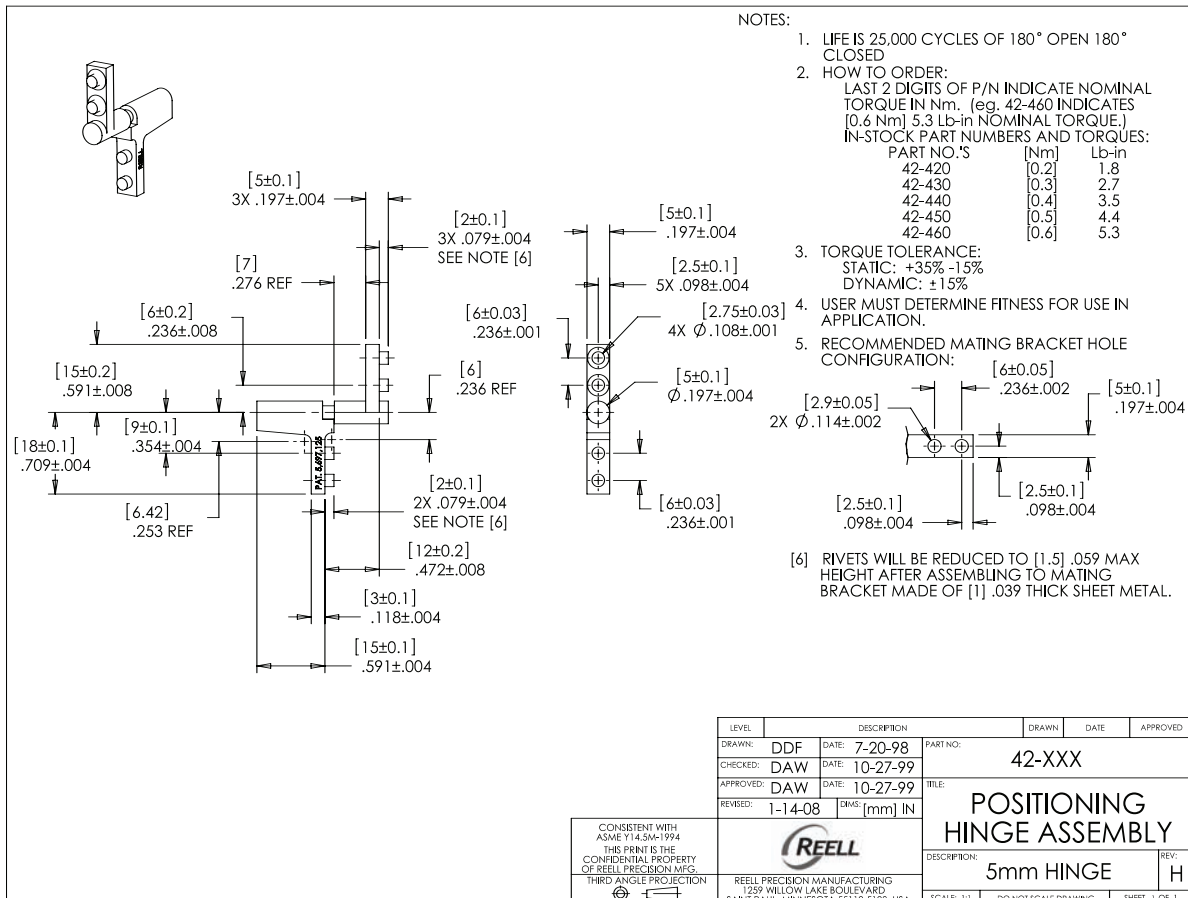 NOTES:
1. LIFE IS 25,000 CYCLES OF 180° OPEN 180°
CLOSED
2. HOW TO ORDER:
LAST 2 DIGITS OF P/N INDICATE NOMINAL
TORQUE IN Nm. (eg. 42-460 INDICATES
[0.6 Nm] 5.3 Lb-in NOMINAL TORQUE.)
IN-STOCK PART NUMBERS AND TORQUES:
PART NO.'S [Nm] Lb-in
42-420 [0.2] 1.8
42-430 [0.3] 2.7
42-440 [0.4] 3.5
42-450 [0.5] 4.4
42-460 [0.6] 5.3
3. TORQUE TOLERANCE:
STATIC: +35% -15%
DYNAMIC: ±15%
4. USER MUST DETERMINE FITNESS FOR USE IN
APPLICATION.
5. RECOMMENDED MATING BRACKET HOLE
CONFIGURATION:
[6±0.05]
.236±.002
[5±0.1]
.197±.004
[2.9±0.05]
2X Ø.114±.002
[2.5±0.1]
.098±.004
[2.5±0.1]
.098±.004
[6] RIVETS WILL BE REDUCED TO [1.5] .059 MAX
HEIGHT AFTER ASSEMBLING TO MATING
BRACKET MADE OF [1] .039 THICK SHEET METAL.
REELL
[5±0.1]
3X .197±.004
[2±0.1]
3X .079±.004
SEE NOTE [6]
[7]
.276 REF
[6±0.2]
.236±.008
[15±0.2]
.591±.008
[9±0.1]
.354±.004
[18±0.1]
.709±.004
[6.42]
.253 REF
PAT. 5,697,125
[6]
.236 REF
[2±0.1]
2X .079±.004
SEE NOTE [6]
[12±0.2]
.472±.008
[3±0.1]
.118±.004
[15±0.1]
.591±.004
[5±0.1]
.197±.004
[2.5±0.1]
5X .098±.004
[6±0.03]
.236±.001
[2.75±0.03]
4X Ø.108±.001
[5±0.1]
Ø.197±.004
[6±0.03]
.236±.001
LEVEL DESCRIPTION DRAWN DATE APPROVED
DRAWN: DDF DATE: 7-20-98
CHECKED: DAW DATE: 10-27-99
APPROVED: DAW DATE: 10-27-99
REVISED: 1-14-08 DIMS: [mm] IN
PART NO:
42-XXX
TITLE:
POSITIONING
HINGE ASSEMBLY
DESCRIPTION:
5mm HINGE
REV:
H
CONSISTENT WITH
ASME Y14.5M-1994
THIS PRINT IS THE
CONFIDENTIAL PROPERTY
OF REELL PRECISION MFG.
THIRD ANGLE PROJECTION
REELL
REELL PRECISION MANUFACTURING
1259 WILLOW LAKE BOULEVARD
SAINT PAUL, MINNESOTA 55110-5103, USA
SCALE: 1:1 DO NOT SCALE DRAWING SHEET 1 OF 1